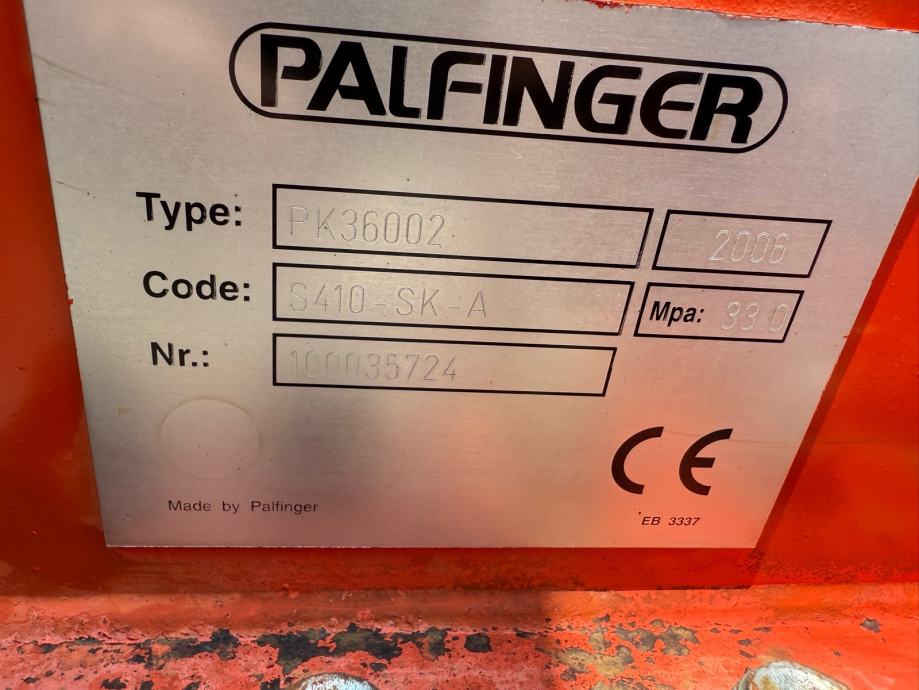 PALFINGER
Type: PK36002 2006
Code: S410-SK-A Mpa: 33.0
Nr.: 100035724
CE
Made by Palfinger
EB 3337